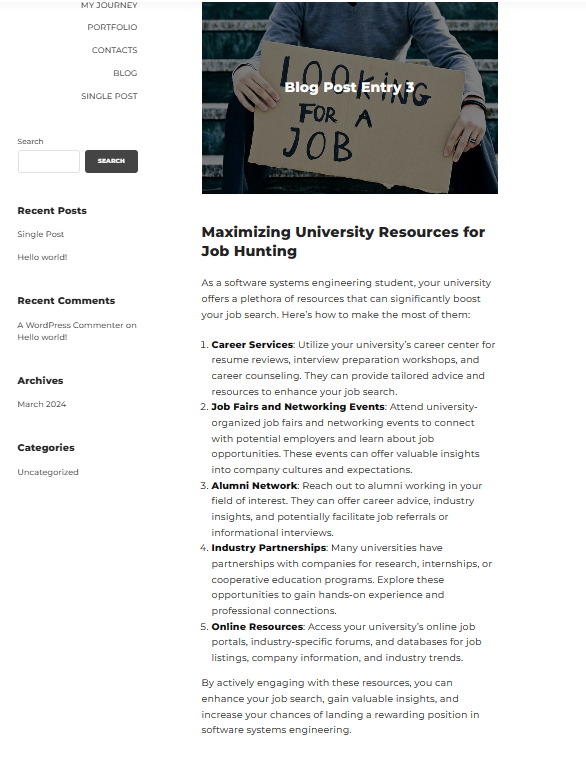 MY JOURNEY
PORTFOLIO
CONTACTS
BLOG
SINGLE POST
Search
SEARCH
Recent Posts
Single Post
Hello world!
Recent Comments
A WordPress Commenter on
Hello world!
Archives
March 2024
Categories
Uncategorized
LOOKING
FOR A
JOB
Blog Post Entry 3
Maximizing University Resources for
Job Hunting
As a software systems engineering student, your university
offers a plethora of resources that can significantly boost
your job search. Here’s how to make the most of them:
1. Career Services: Utilize your university’s career center for
resume reviews, interview preparation workshops, and
career counseling. They can provide tailored advice and
resources to enhance your job search.
2. Job Fairs and Networking Events: Attend university-
organized job fairs and networking events to connect
with potential employers and learn about job
opportunities. These events can offer valuable insights
into company cultures and expectations.
3. Alumni Network: Reach out to alumni working in your
field of interest. They can offer career advice, industry
insights, and potentially facilitate job referrals or
informational interviews.
4. Industry Partnerships: Many universities have
partnerships with companies for research, internships, or
cooperative education programs. Explore these
opportunities to gain hands-on experience and
professional connections.
5. Online Resources: Access your university’s online job
portals, industry-specific forums, and databases for job
listings, company information, and industry trends.
By actively engaging with these resources, you can
enhance your job search, gain valuable insights, and
increase your chances of landing a rewarding position in
software systems engineering.